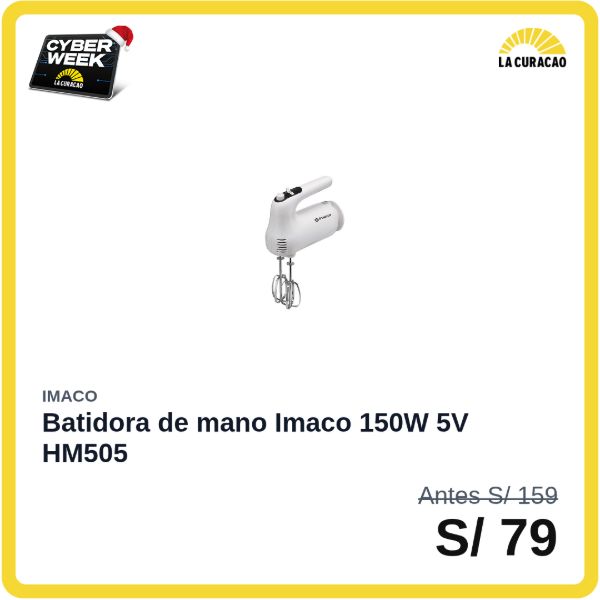 CYBER
WEEK
LA CURACAO
LA CURACAO
IMACO
Batidora de mano Imaco 150W 5V
HM505
Antes S/ 159
S/ 79